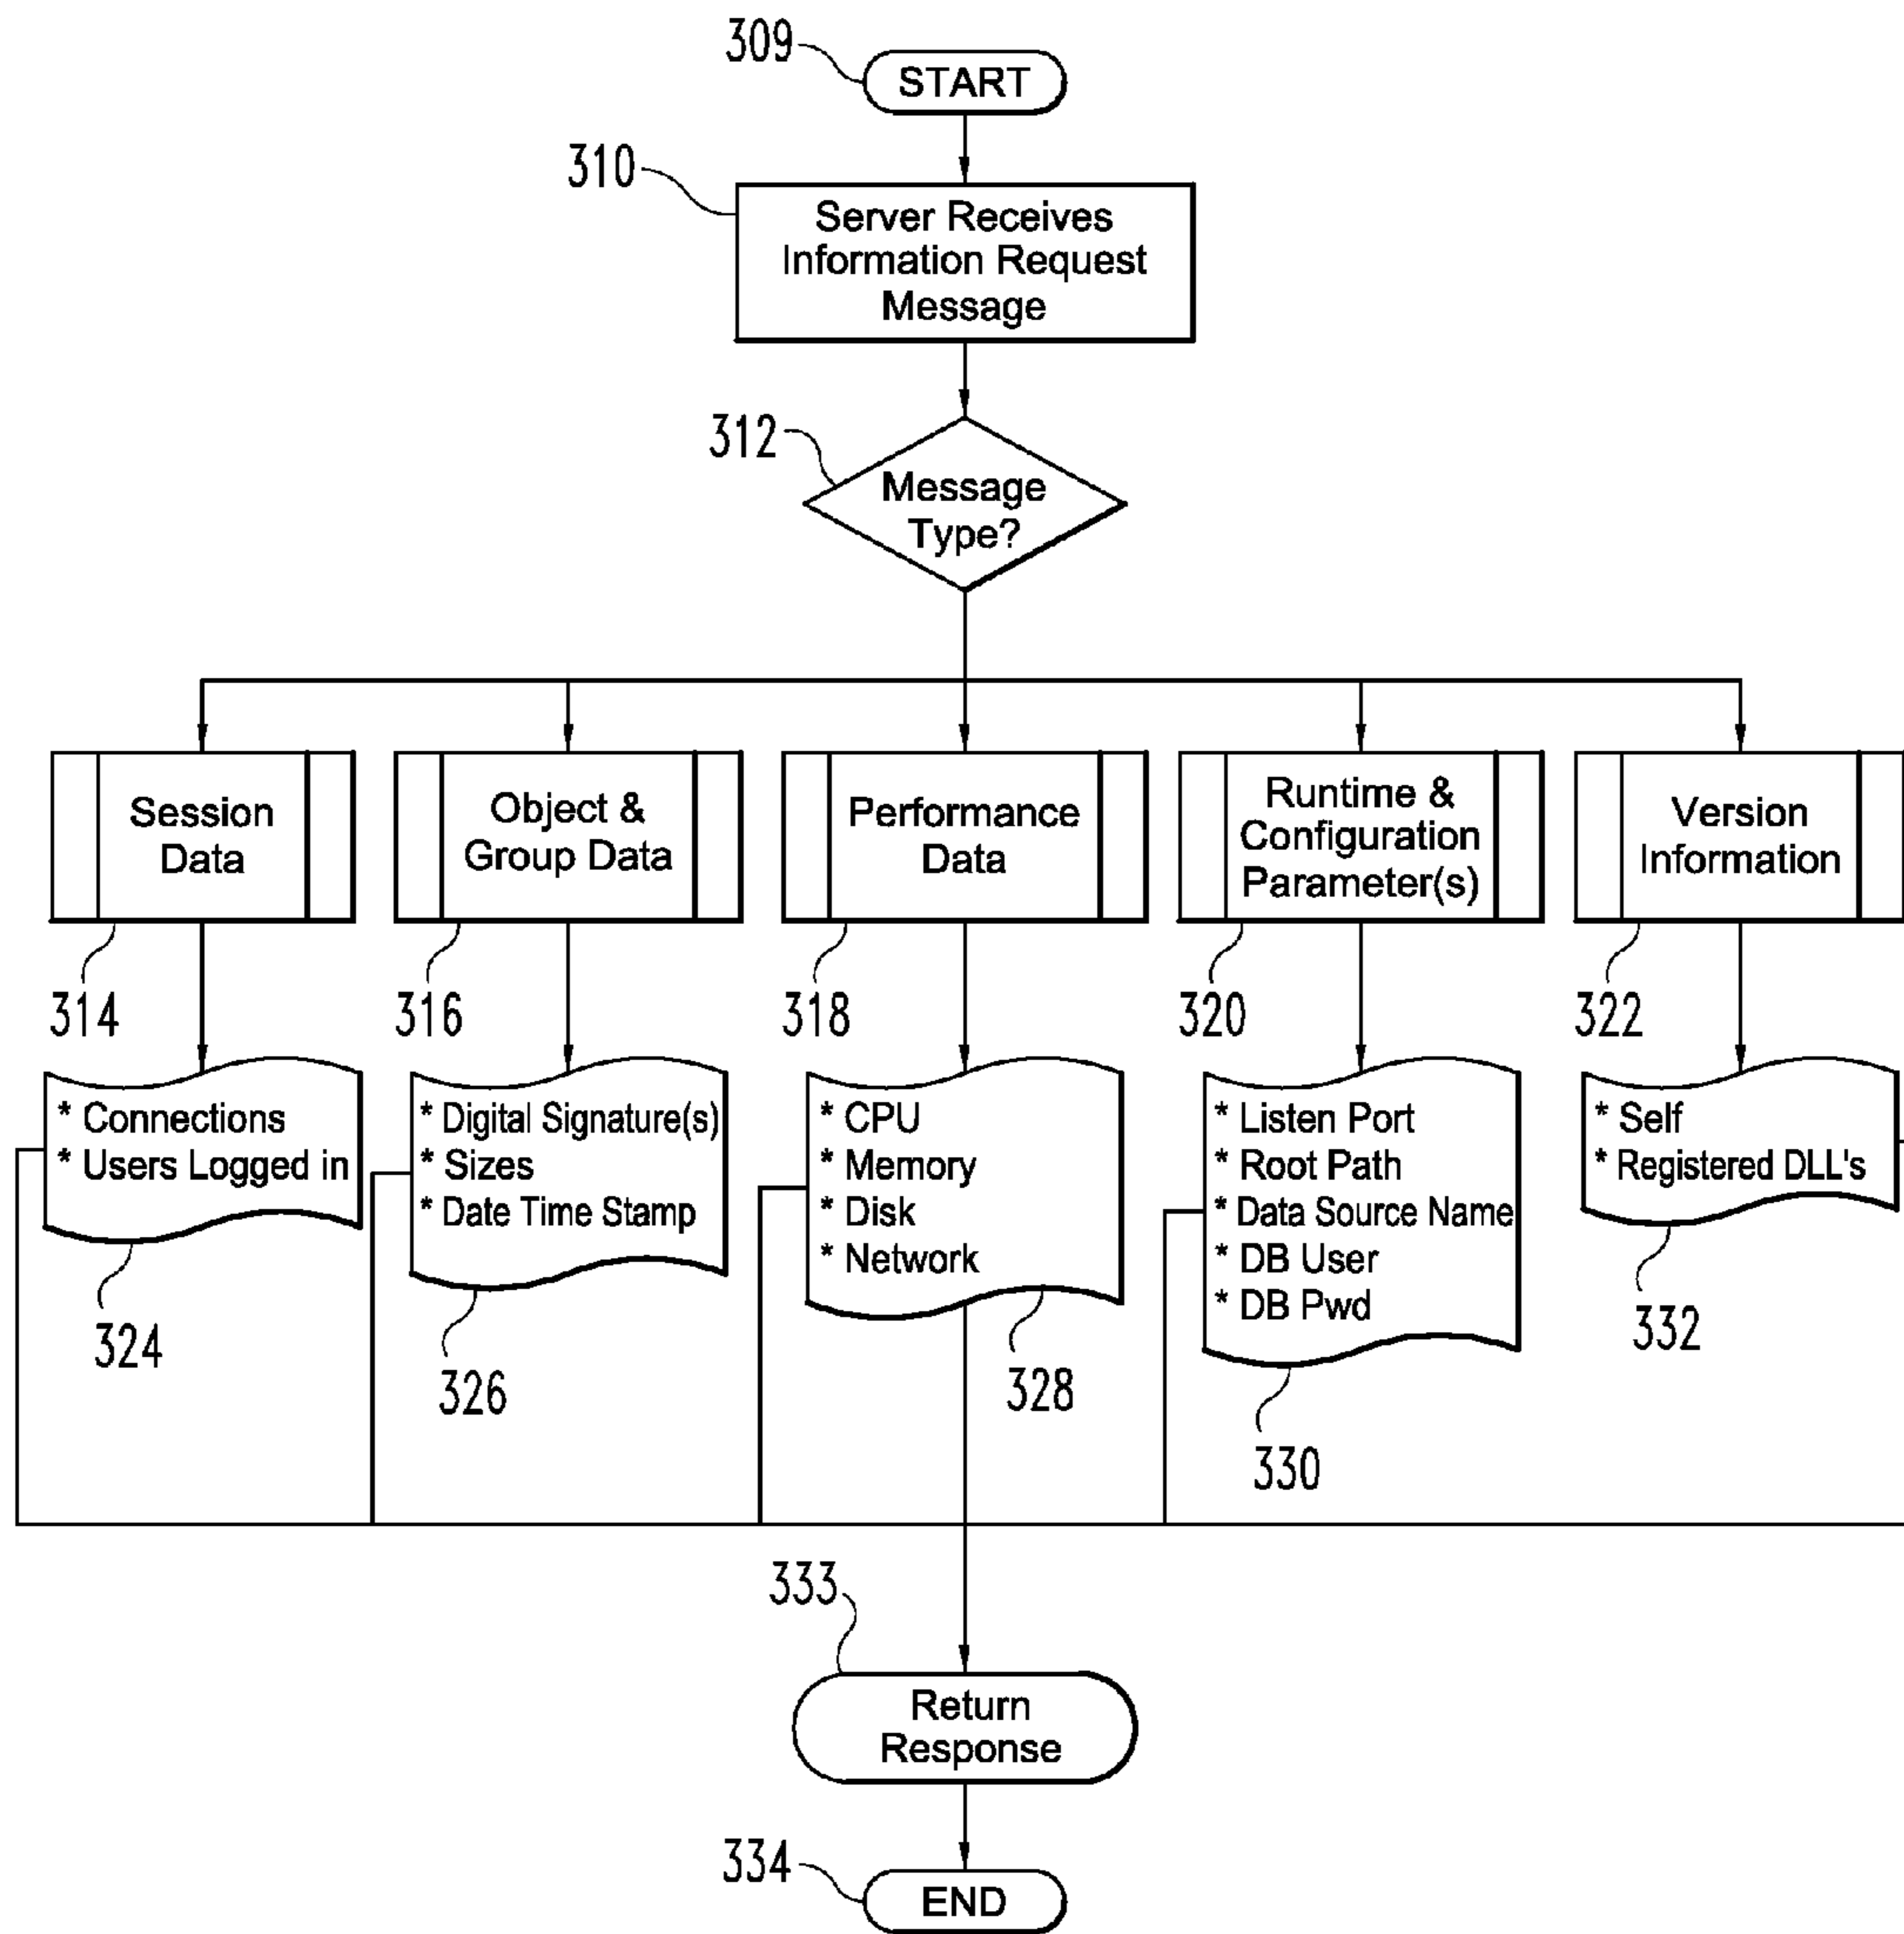 309
START
310
Server Receives
Information Request
Message
312
Message
Type?
Session
Data
Object &
Group Data
Performance
Data
Runtime &
Configuration
Parameter(s)
Version
Information
314
316
318
320
322
* Connections
* Users Logged in
* Digital Signature(s)
* Sizes
* Date Time Stamp
* CPU
* Memory
* Disk
* Network
* Listen Port
* Root Path
* Data Source Name
* DB User
* DB Pwd
* Self
* Registered DLL's
324
326
328
330
332
333
Return
Response
334
END